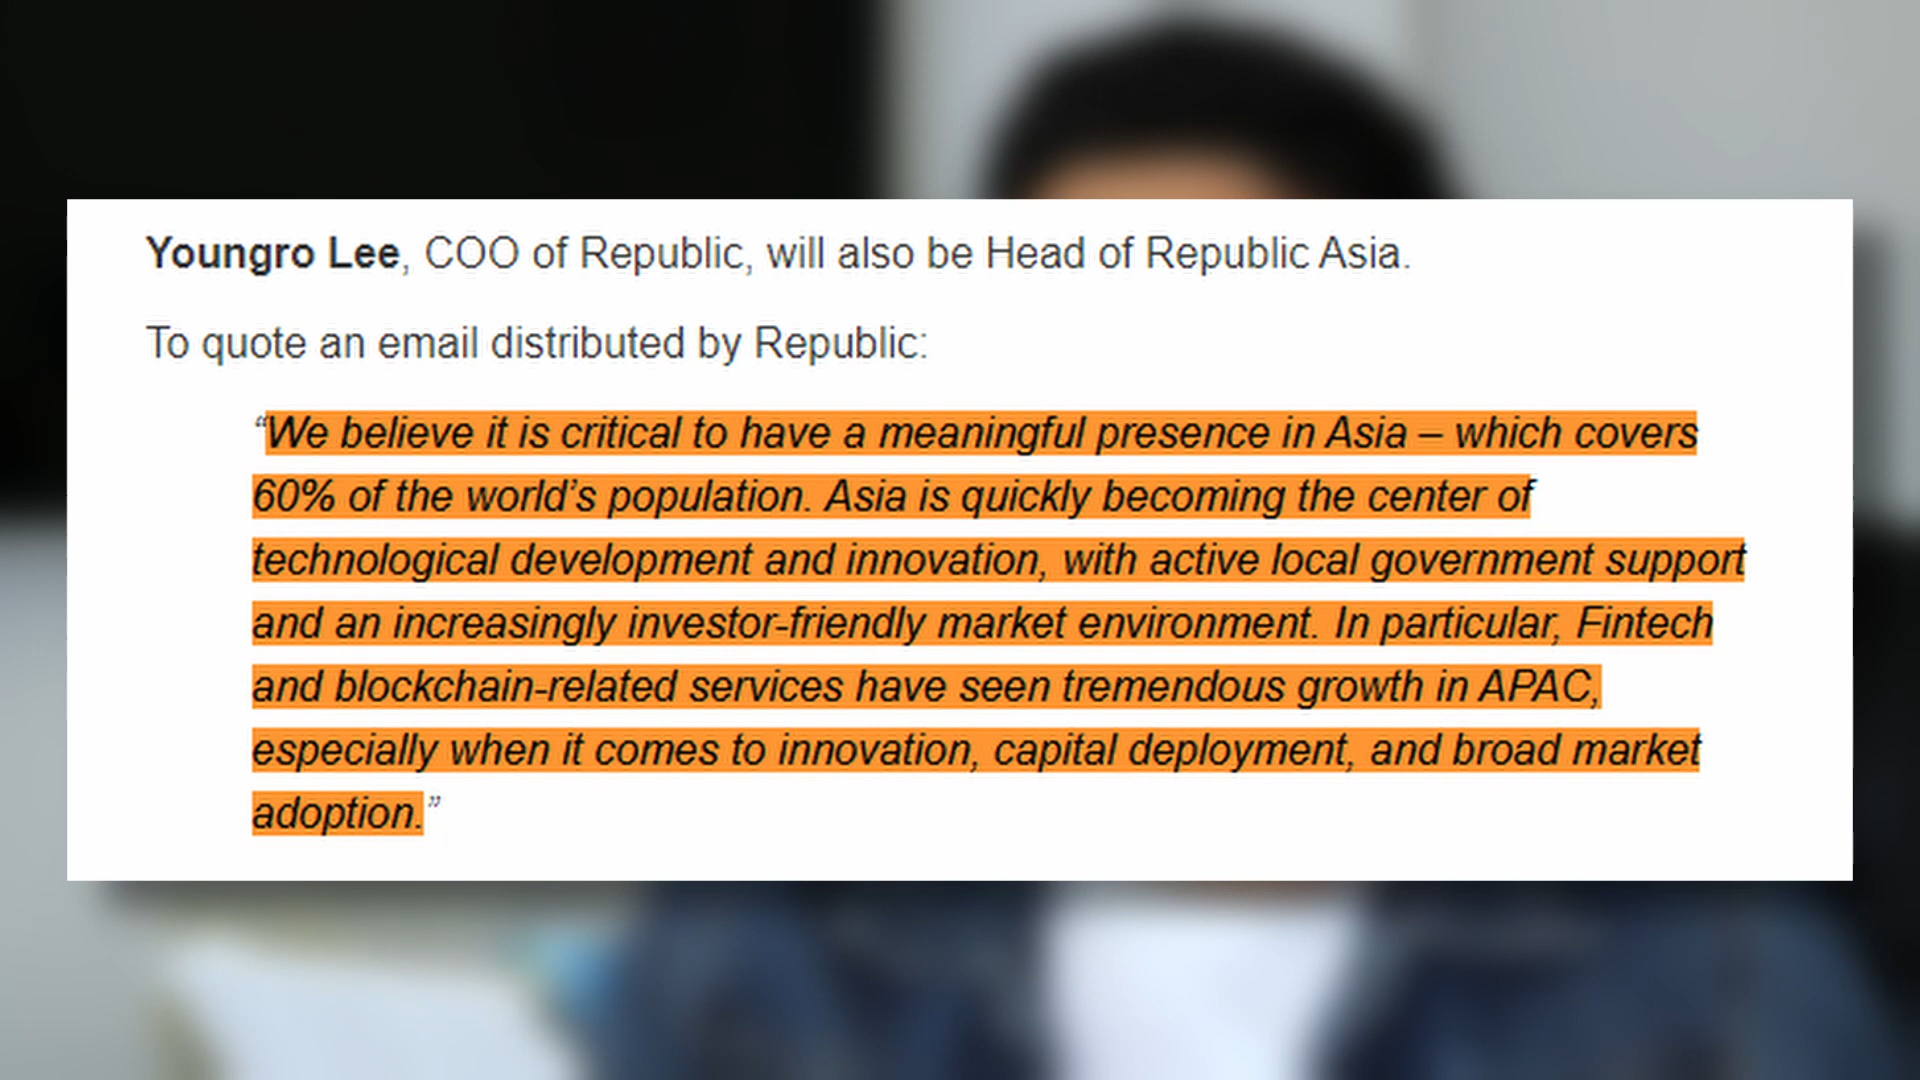 Youngro Lee, COO of Republic, will also be Head of Republic Asia.
To quote an email distributed by Republic:
“We believe it is critical to have a meaningful presence in Asia – which covers
60% of the world’s population. Asia is quickly becoming the center of
technological development and innovation, with active local government support
and an increasingly investor-friendly market environment. In particular, Fintech
and blockchain-related services have seen tremendous growth in APAC,
especially when it comes to innovation, capital deployment, and broad market
adoption.”